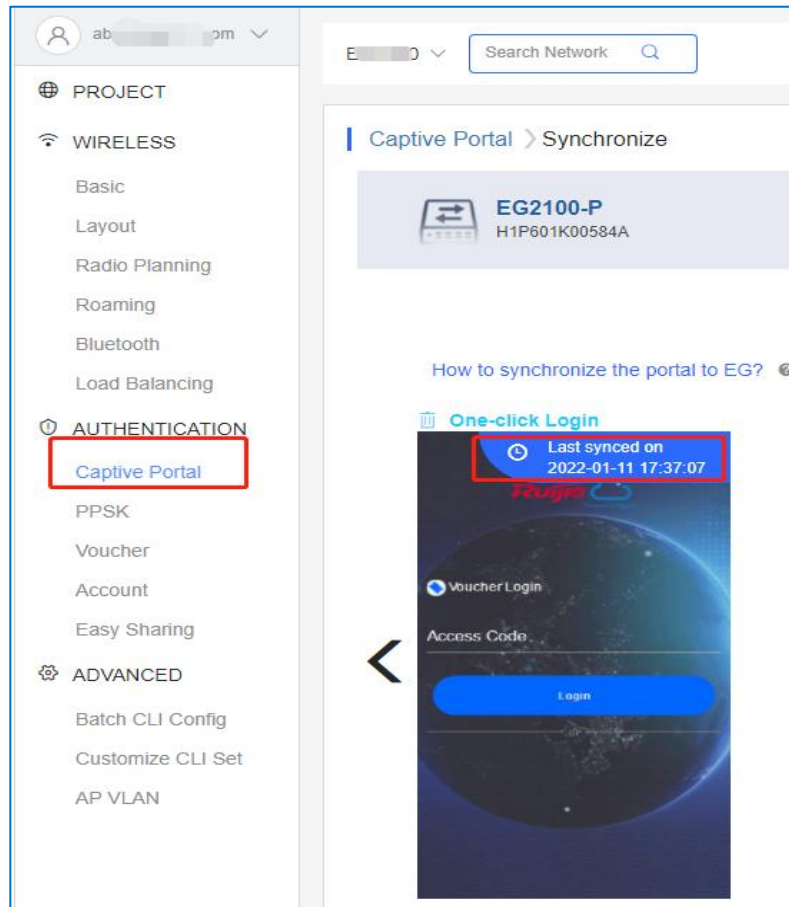 PROJECT
WIRELESS
Basic
Layout
Radio Planning
Roaming
Bluetooth
Load Balancing
AUTHENTICATION
Captive Portal
PPSK
Voucher
Account
Easy Sharing
ADVANCED
Batch CLI Config
Customize CLI Set
AP VLAN
Search Network
Captive Portal > Synchronize
EG2100-P
H1P601K00584A
How to synchronize the portal to EG?
One-click Login
Last synced on
2022-01-11 17:37:07
Ruijie
Voucher Login
Access Code
Login